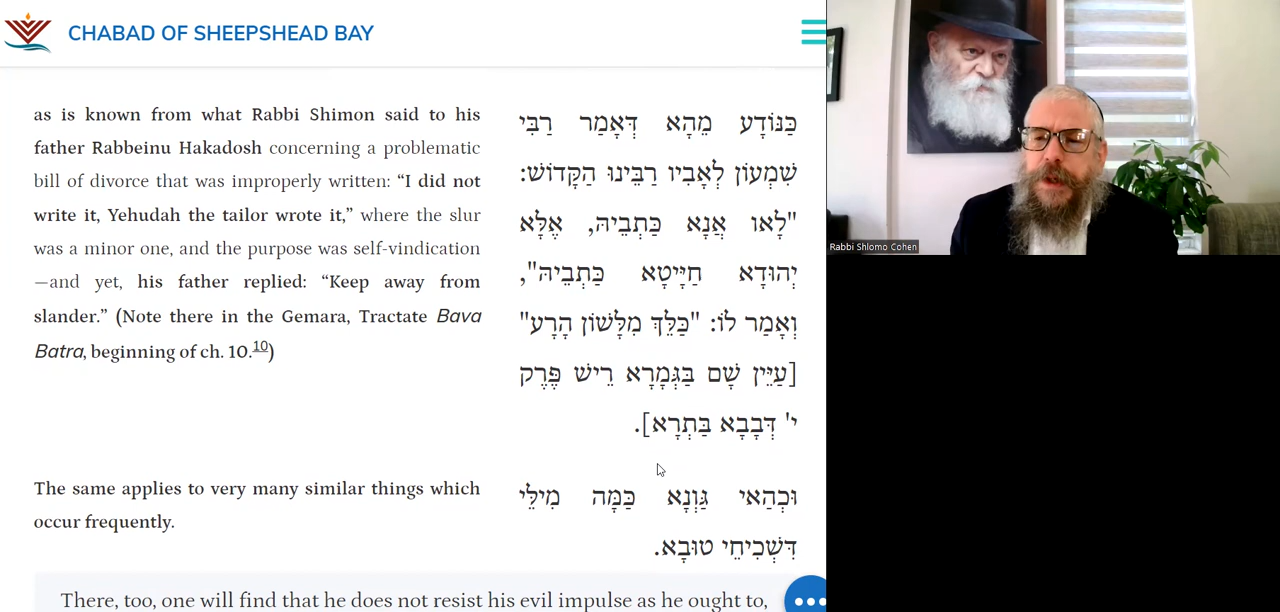 CHABAD OF SHEEPSHEAD BAY
as is known from what Rabbi Shimon said to his
father Rabbeinu Hakadosh concerning a problematic
bill of divorce that was improperly written: “I did not
write it, Yehudah the tailor wrote it,” where the slur
was a minor one, and the purpose was self-vindication
—and yet, his father replied: “Keep away from
slander.” (Note there in the Gemara, Tractate Bava
Batra, beginning of ch. 10.10)
The same applies to very many similar things which
occur frequently.
כַּנּוֹדָע מֵהָא דְּאָמַר רַבִּי
שִׁמְעוֹן לְאָבִיו רַבֵּינוּ הַקָּדוֹשׁ:
"לָאו אֲנָא כַּתְבֵיהּ, אֶלָּא
יְהוּדָא חַיָּיטָא כַּתְבֵיהּ",
וְאָמַר לוֹ: "כַּלֵּךְ מִלָּשׁוֹן הָרָע"
[עַיֵּין שָׁם בַּגְּמָרָא רֵישׁ פֶּרֶק
י' דְּבָבָא בַּתְרָא].
וּכְהַאי גַּוְנָא כַּמָּה מִילֵּי
דִּשְׁכִיחֵי טוּבָא.
There, too, one will find that he does not resist his evil impulse as he ought to,
Rabbi Shlomo Cohen